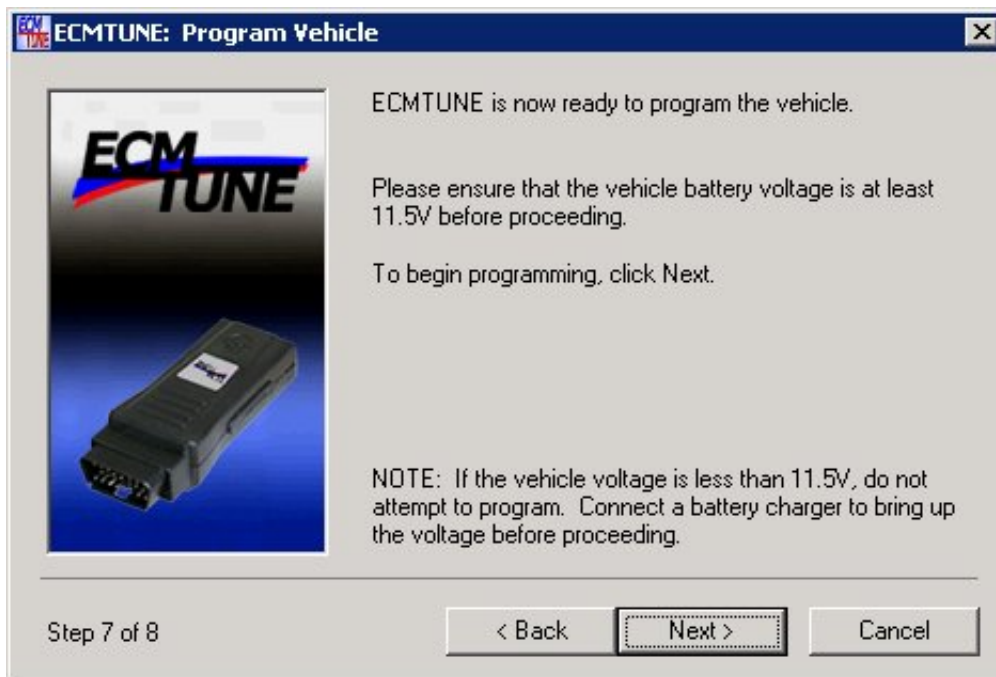 ECMTUNE: Program Vehicle
ECM
TUNE
ECMTUNE is now ready to program the vehicle.
Please ensure that the vehicle battery voltage is at least
11.5V before proceeding.
To begin programming, click Next.
NOTE: If the vehicle voltage is less than 11.5V, do not
attempt to program. Connect a battery charger to bring up
the voltage before proceeding.
Step 7 of 8
< Back
Next >
Cancel